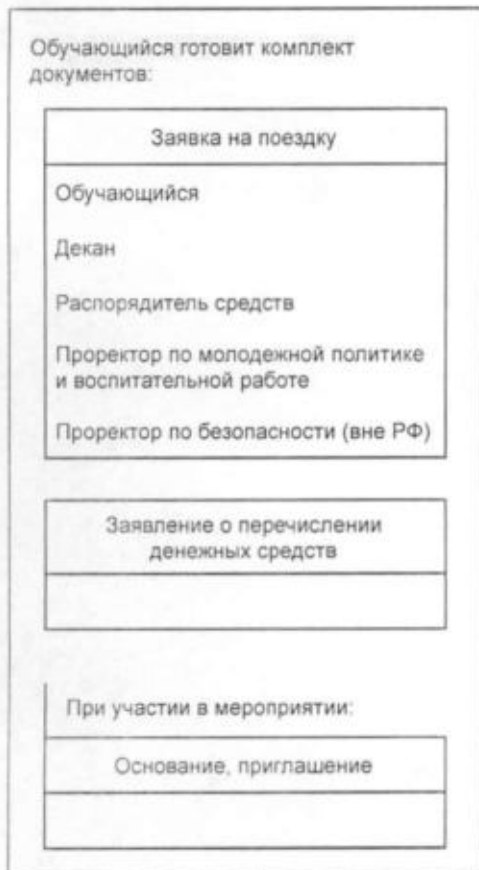 Обучающийся готовит комплект
документов:
Заявка на поездку
Обучающийся
Декан
Распорядитель средств
Проректор по молодежной политике
и воспитательной работе
Проректор по безопасности (вне РФ)
Заявление о перечислении
денежных средств
При участии в мероприятии:
Основание, приглашение